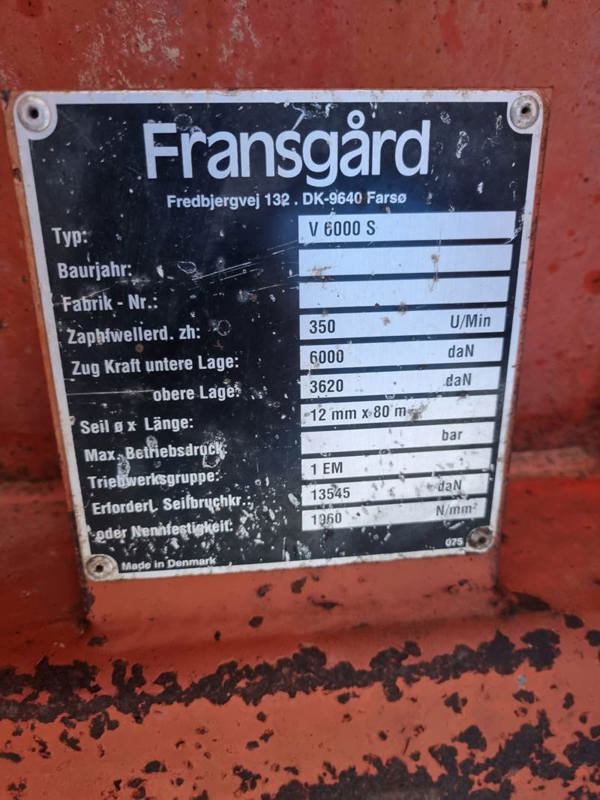 Fransgård
Fredbjergvej 132 . DK-9640 Farsø
Typ: V 6000 S
Baurjahr:
Fabrik - Nr.:
Zaphfwellerd. zh: 350 U/Min
Zug Kraft untere Lage: 6000 daN
obere Lage: 3620 daN
Seil ø x Länge: 12 mm x 80 m
Max. Betriebsdruck: bar
Triebwerksgruppe: 1 EM
Erforderl. Seilbruchkr.: 13545 daN
oder Nennfestigkeit: 1960 N/mm²
Made in Denmark 075